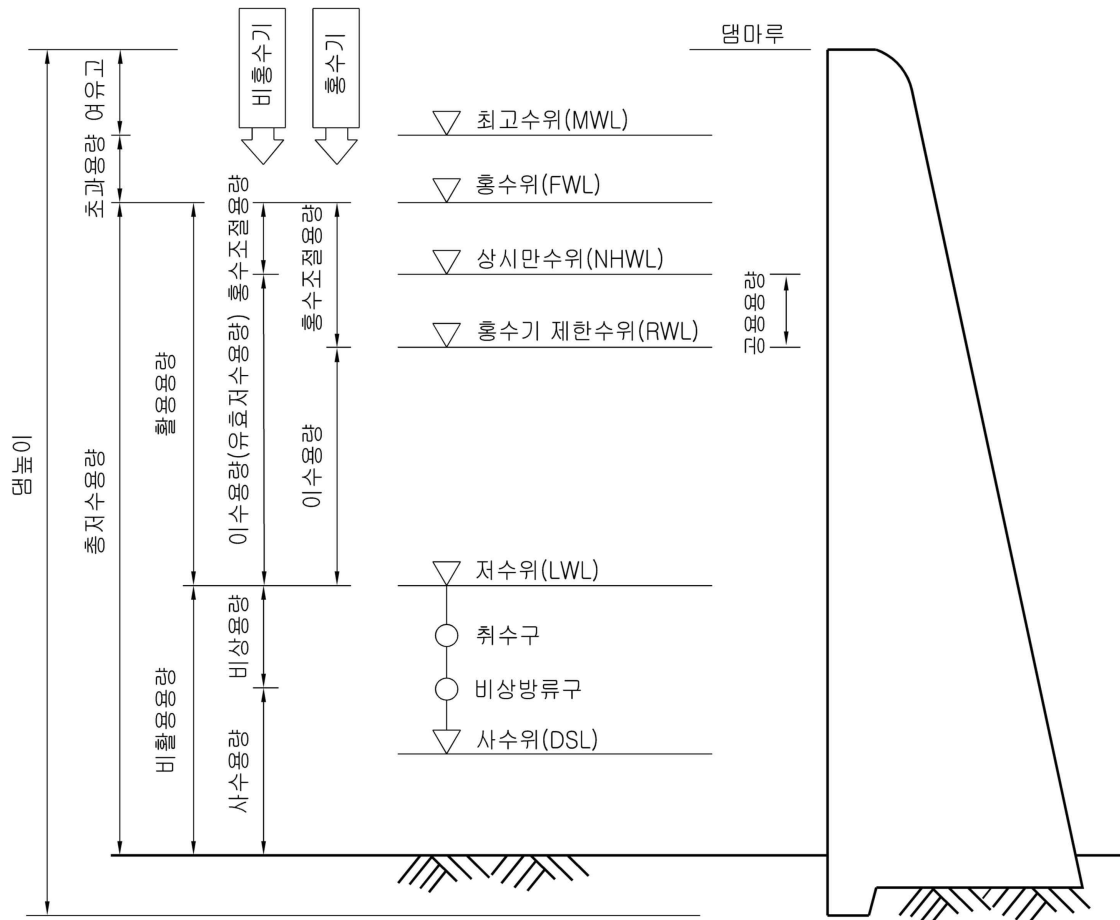 댐마루
비홍수기
홍수기
여유고
최고수위(MWL)
초과용량
홍수위(FWL)
홍수조절용량
홍수조절용량
상시만수위(NHWL)
공용용량
홍수기 제한수위(RWL)
활용용량
이수용량(유효저수용량)
이수용량
댐높이
총저수용량
저수위(LWL)
비상용량
취수구
비상방류구
비활용용량
사수용량
사수위(DSL)